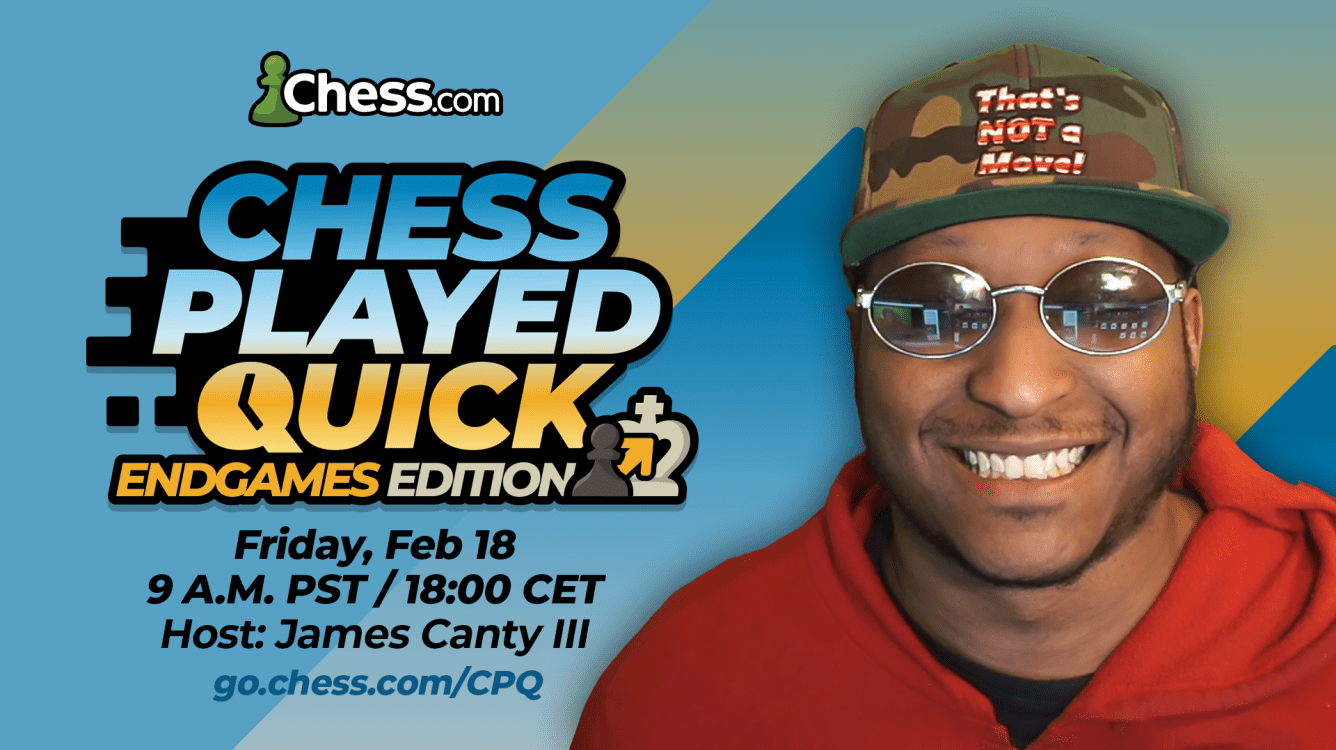 Chess.com
CHESS
PLAYED
QUICK
ENDGAMES EDITION
Friday, Feb 18
9 A.M. PST / 18:00 CET
Host: James Canty III
go.chess.com/CPQ
That's
NOT a
Move!